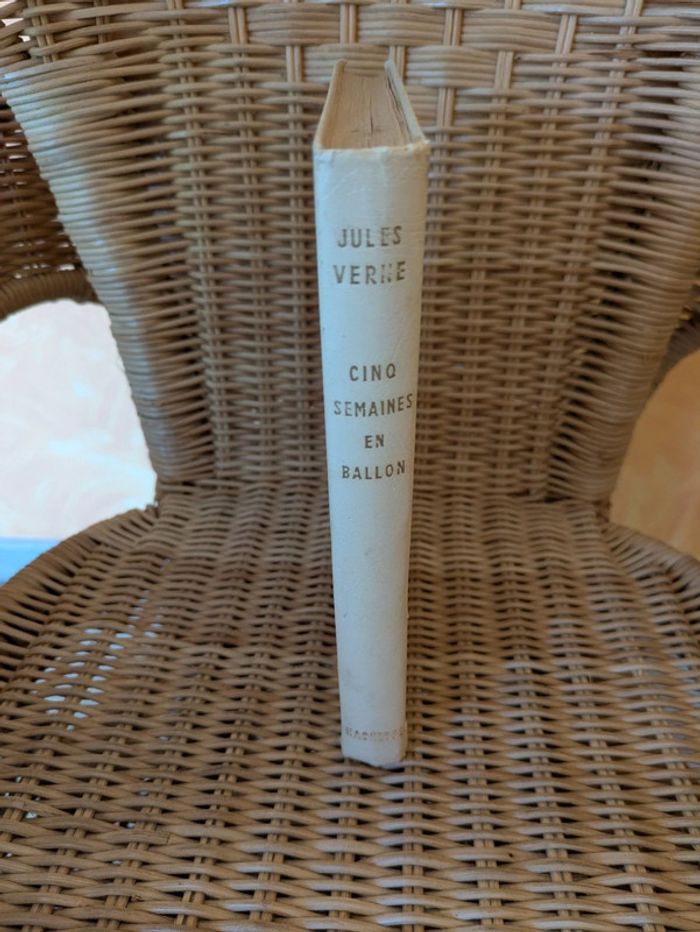 JULES
VERNE
CINQ
SEMAINES
EN
BALLON
HACHETTE